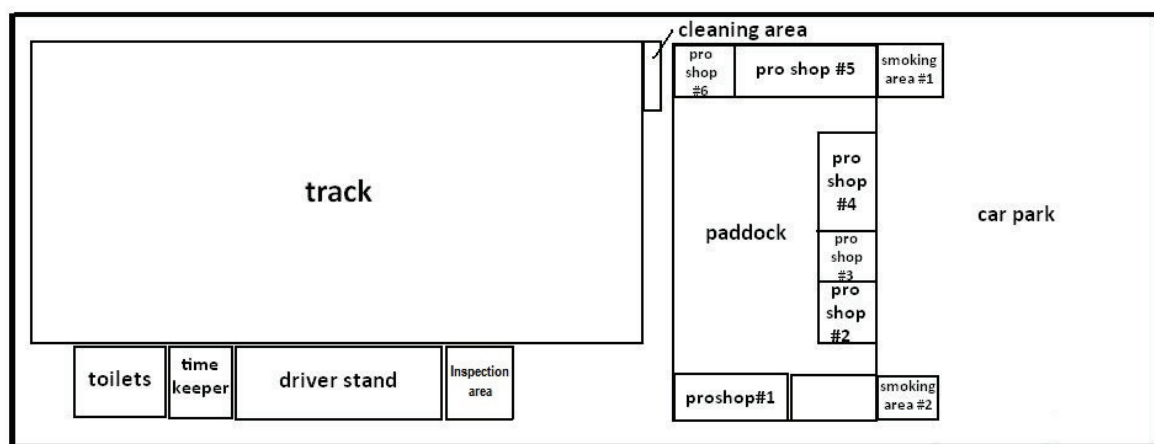 cleaning area
pro
shop
#6
pro shop #5
smoking
area #1
track
pro
shop
#4
paddock
car park
pro
shop
#3
pro
shop
#2
toilets
time
keeper
driver stand
Inspection
area
proshop#1
smoking
area #2